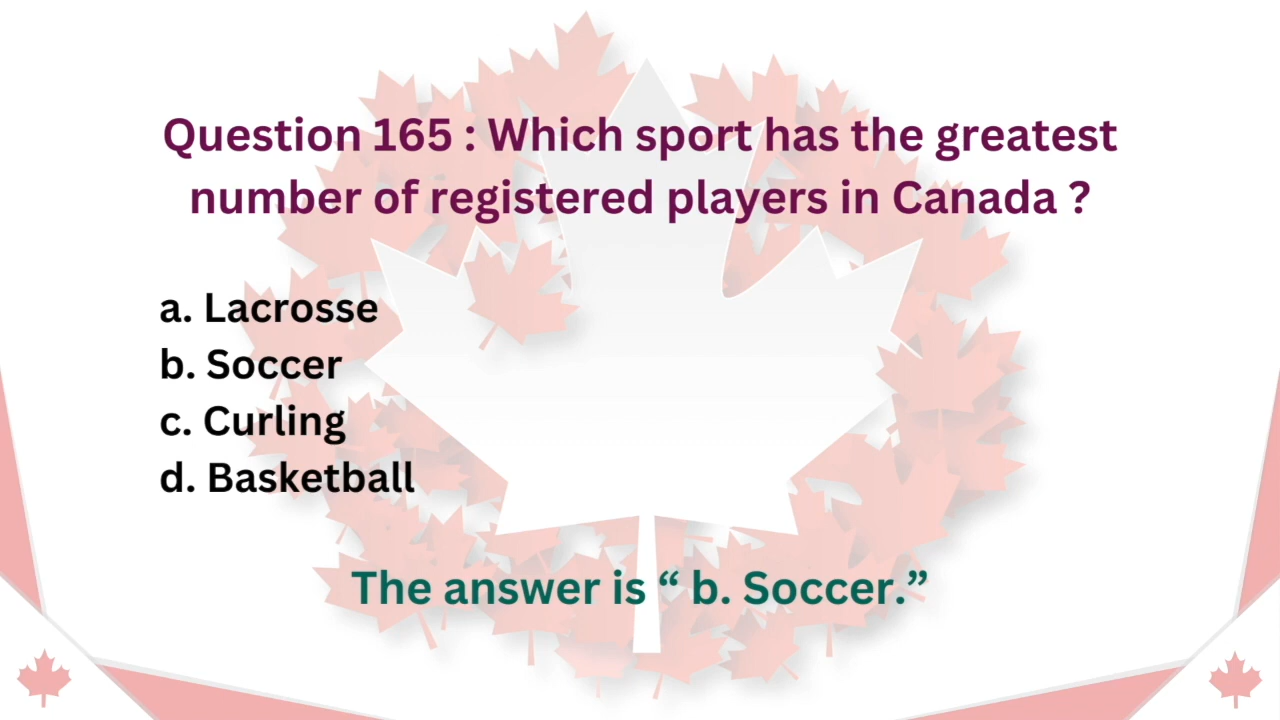 Question 165 : Which sport has the greatest
number of registered players in Canada ?
a. Lacrosse
b. Soccer
c. Curling
d. Basketball
The answer is “ b. Soccer.”